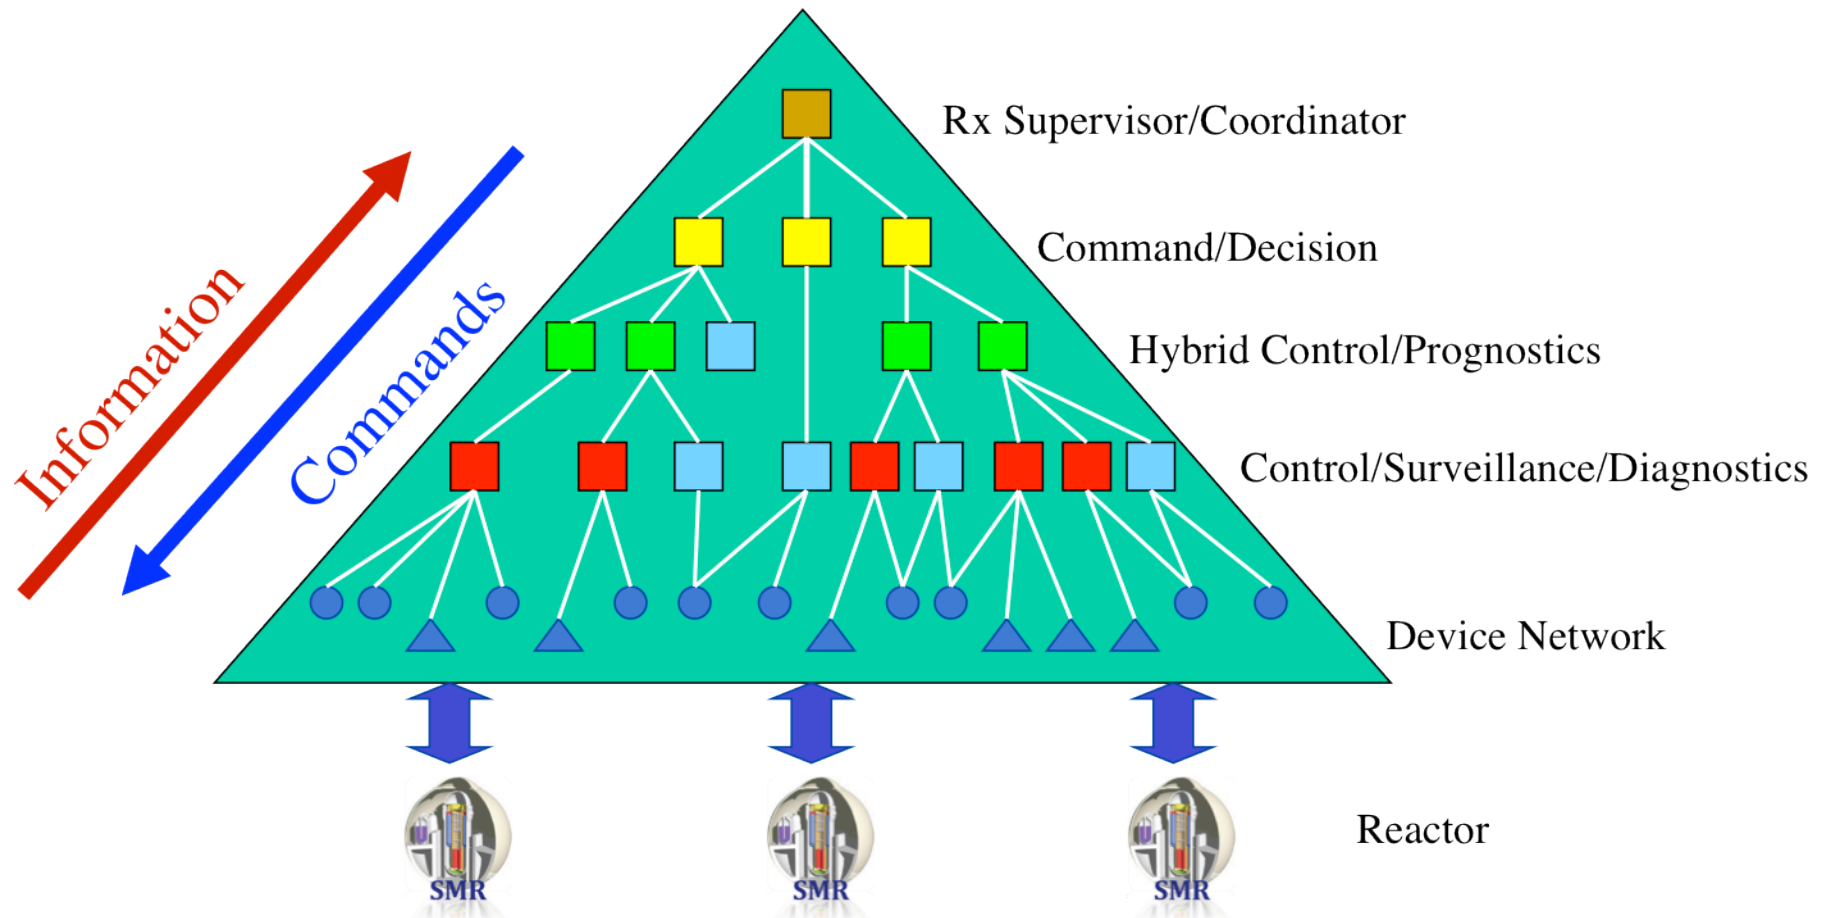 Rx Supervisor/Coordinator
Command/Decision
Information
Commands
Hybrid Control/Prognostics
Control/Surveillance/Diagnostics
Device Network
Reactor
SMR
SMR
SMR